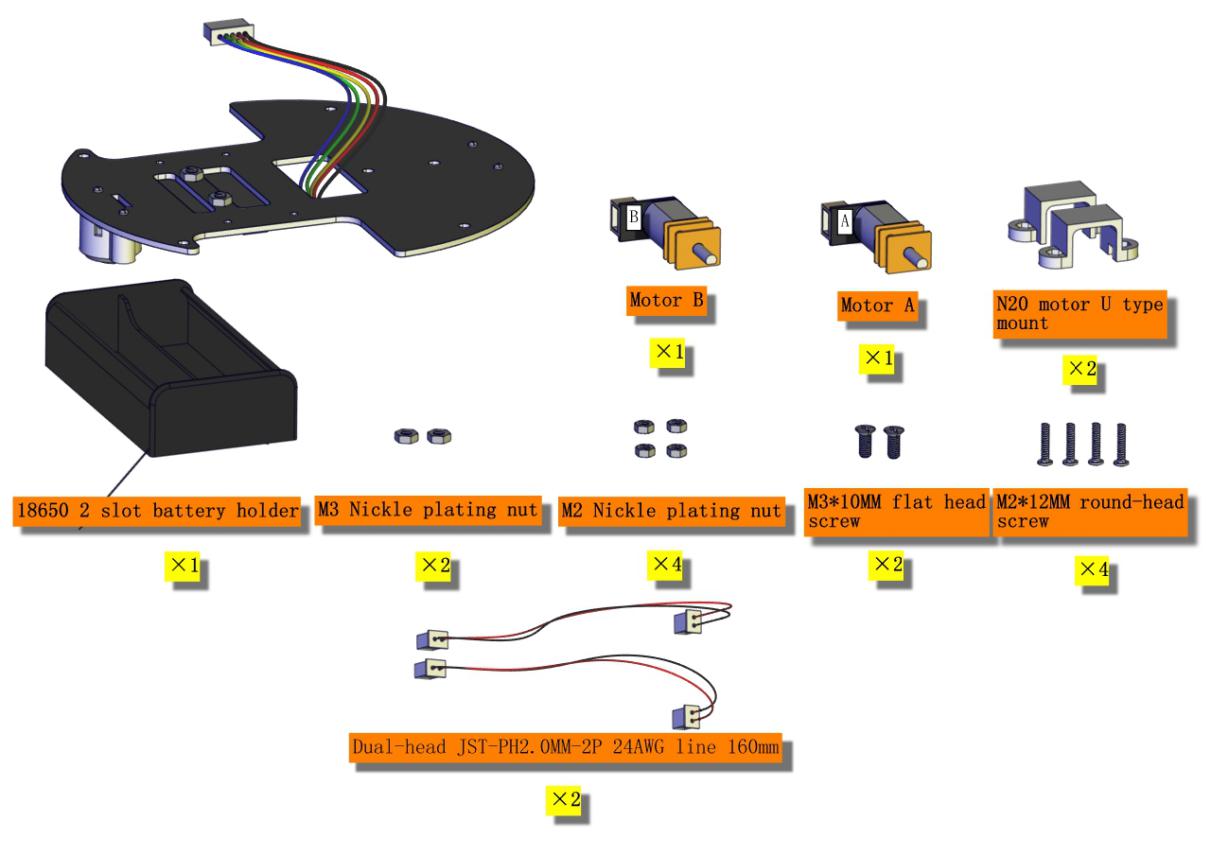 B
A
Motor B
Motor A
N20 motor U type
mount
×1
×1
×2
18650 2 slot battery holder
M3 Nickle plating nut
M2 Nickle plating nut
M3*10MM flat head
screw
M2*12MM round-head
screw
×1
×2
×4
×2
×4
Dual-head JST-PH2.0MM-2P 24AWG line 160mm
×2